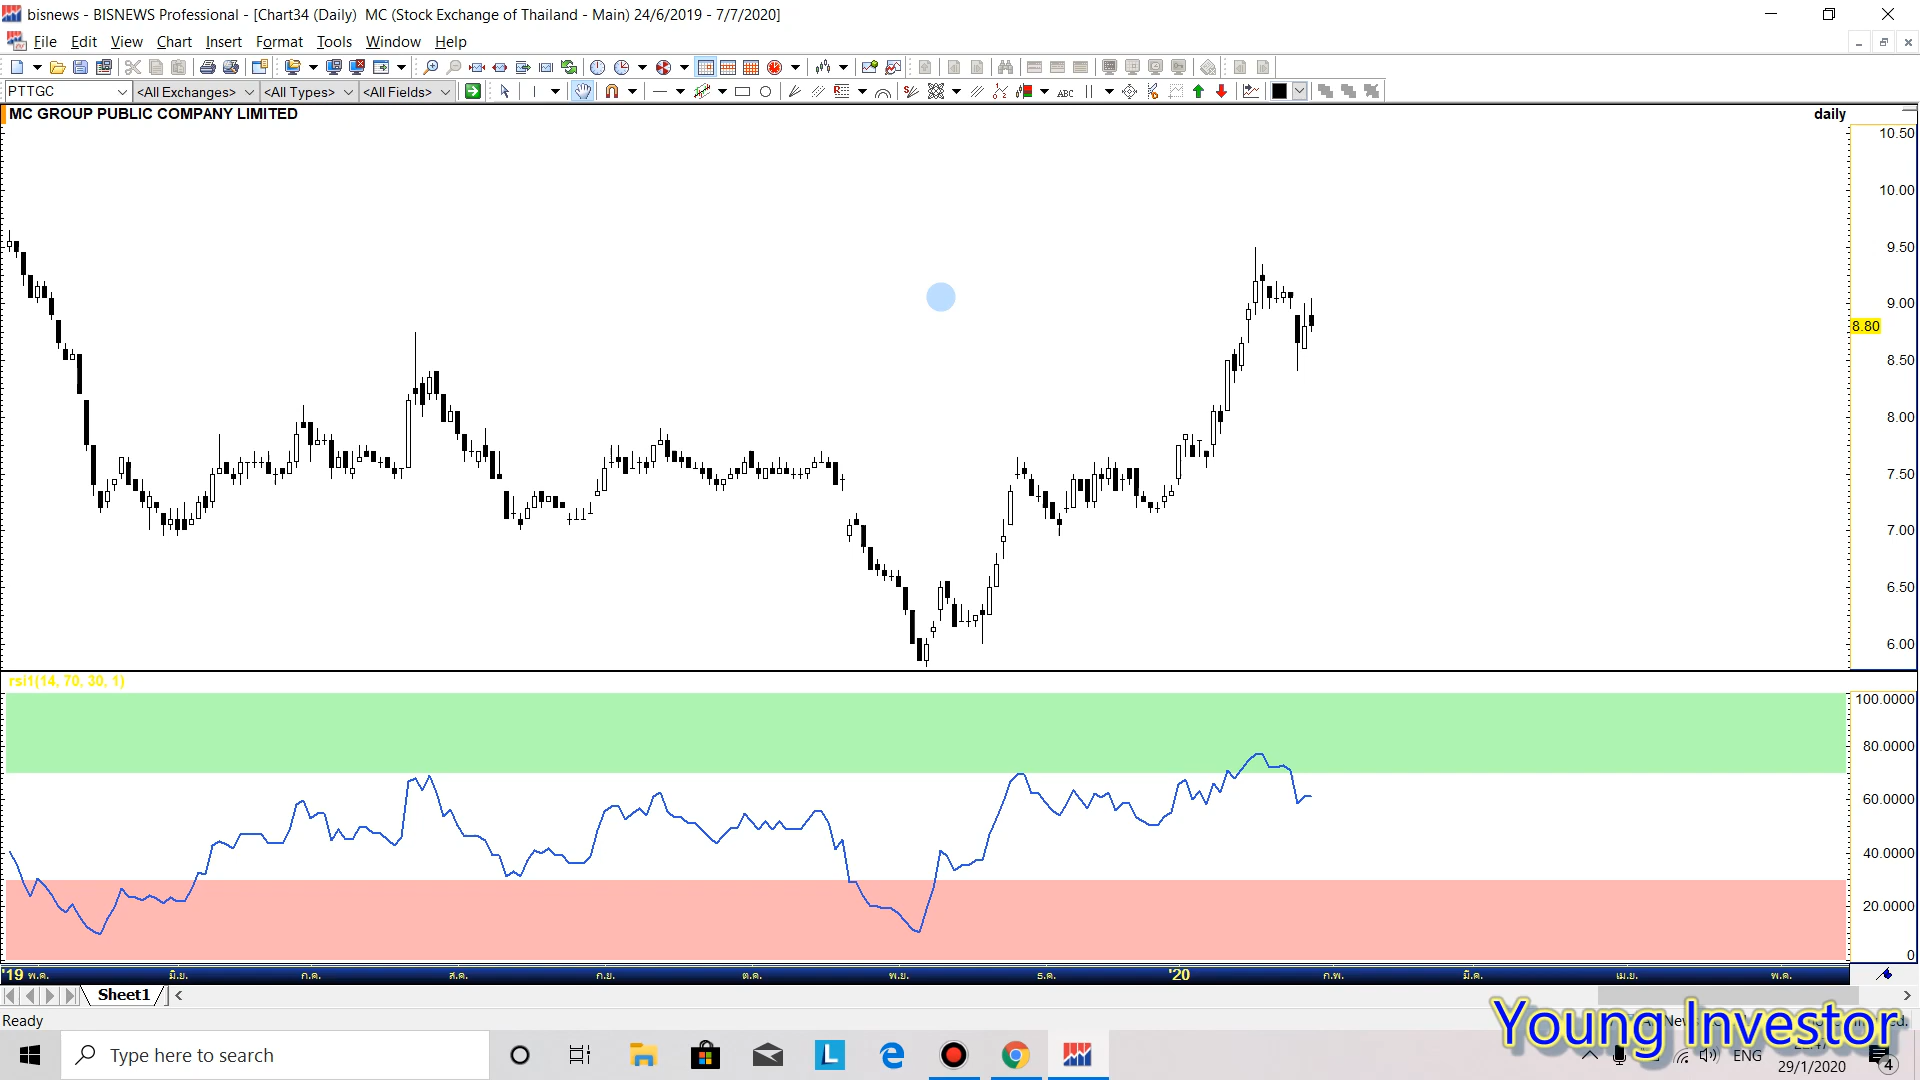 bisnews - BISNEWS Professional - [Chart34 (Daily)  MC (Stock Exchange of Thailand - Main) 24/6/2019 - 7/7/2020]
File Edit View Chart Insert Format Tools Window Help
PTTGC <All Exchanges> <All Types> <All Fields> ABC
MC GROUP PUBLIC COMPANY LIMITED daily
10.50
10.00
9.50
9.00
8.80
8.50
8.00
7.50
7.00
6.50
6.00
rsi1(14, 70, 30, 1)
100.0000
80.0000
60.0000
40.0000
20.0000
0
'19 พ.ค. มิ.ย. ก.ค. ส.ค. ก.ย. ต.ค. พ.ย. ธ.ค. '20 ก.พ. มี.ค. เม.ย. พ.ค.
Sheet1
Ready
Young Investor
Type here to search
L
ENG
29/1/2020
4